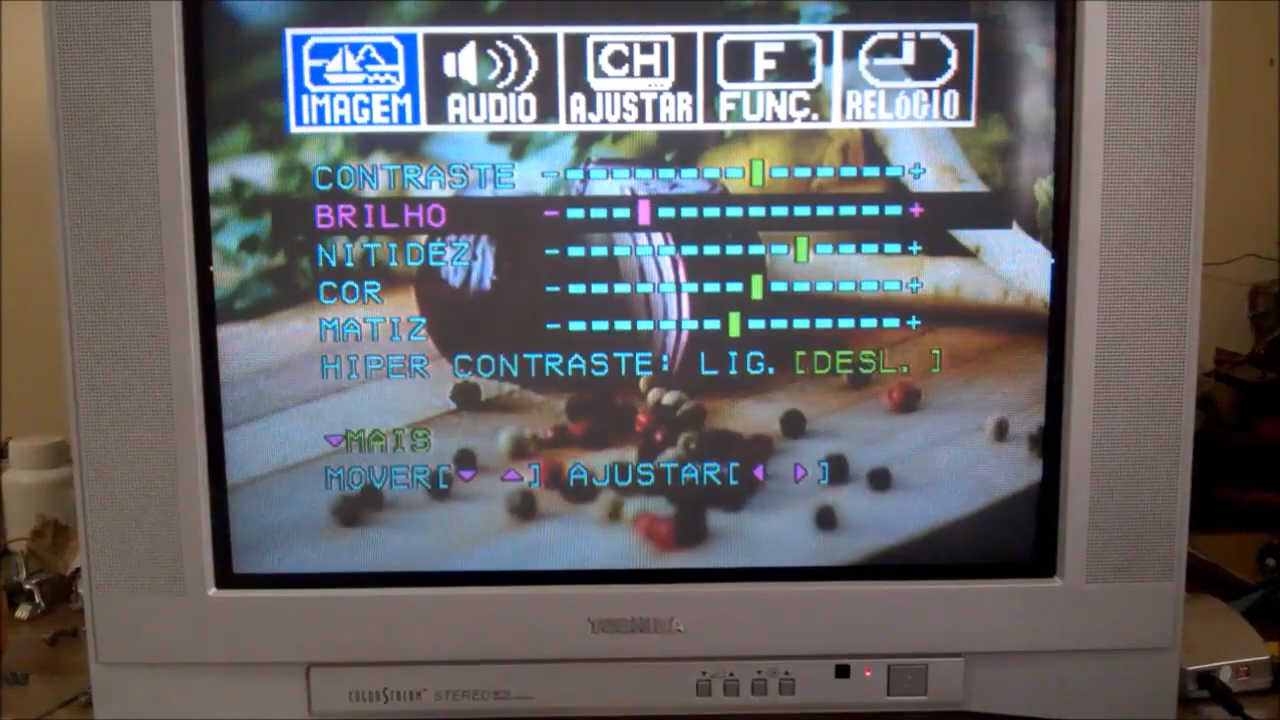 IMAGEM AUDIO CH AJUSTAR F FUNÇ. RELóGIO
CONTRASTE - +
BRILHO - +
NITIDEZ - +
COR - +
MATIZ - +
HIPER CONTRASTE: LIG. [DESL. ]
▼MAIS
MOVER[▼ ▲] AJUSTAR[◀ ▶]
TOSHIBA
COLORSTREAM™ STEREO